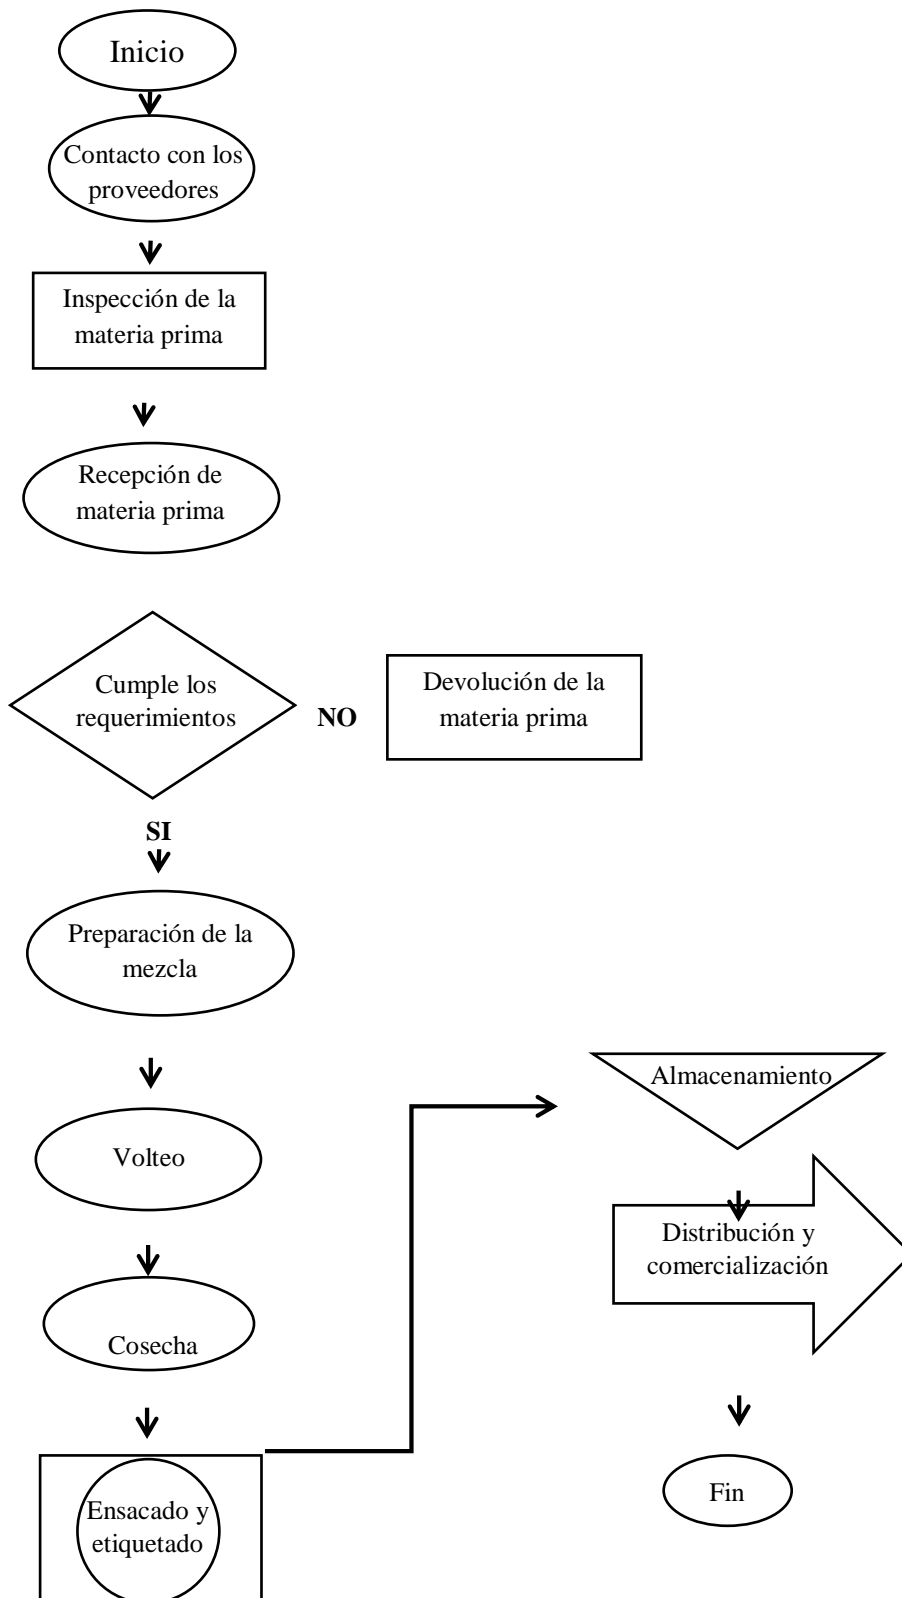 Inicio
Contacto con los
proveedores
Inspección de la
materia prima
Recepción de
materia prima
Cumple los
requerimientos
NO
Devolución de la
materia prima
SI
Preparación de la
mezcla
Volteo
Cosecha
Ensacado y
etiquetado
Almacenamiento
Distribución y
comercialización
Fin